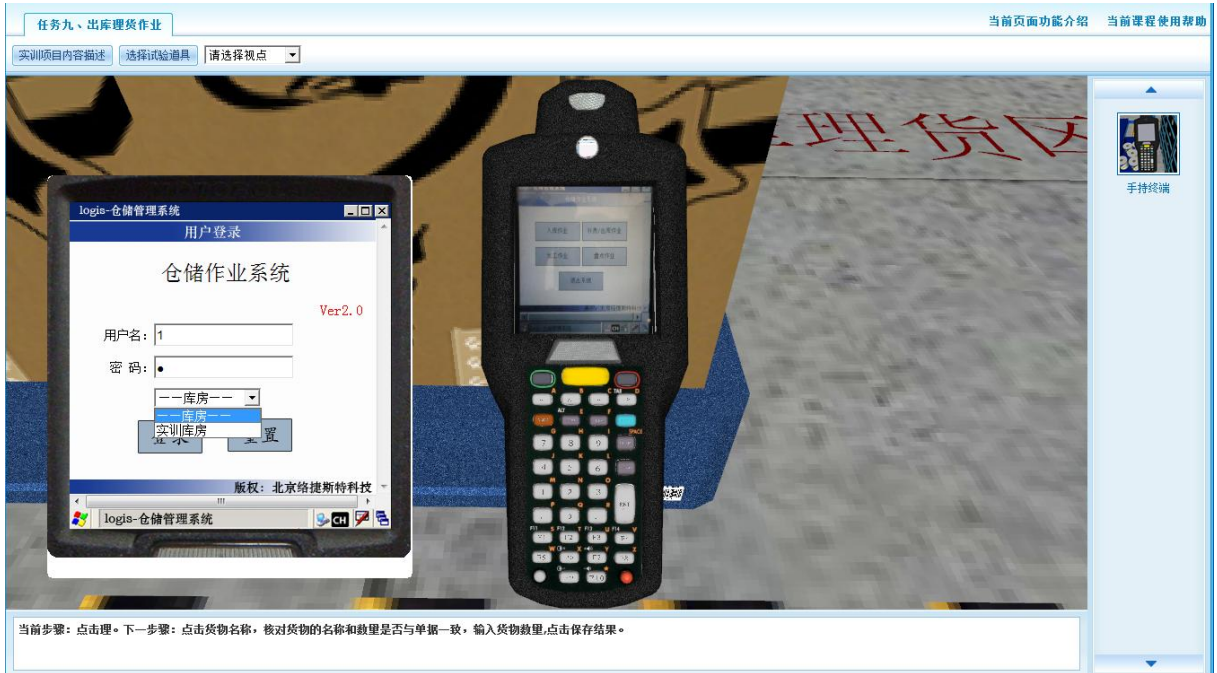 任务九、出库理货作业
当前页面功能介绍 当前课程使用帮助
实训项目内容描述 选择试验道具 请选择视点
理货区
手持终端
logis-仓储管理系统
用户登录
仓储作业系统
Ver2.0
用户名：1
密 码：●
——库房——
——库房——
实训库房
登录 重置
版权：北京络捷斯特科技
logis-仓储管理系统 CH
当前步骤：点击理。下一步骤：点击货物名称，核对货物的名称和数里是否与单据一致，输入货物数里,点击保存结果。